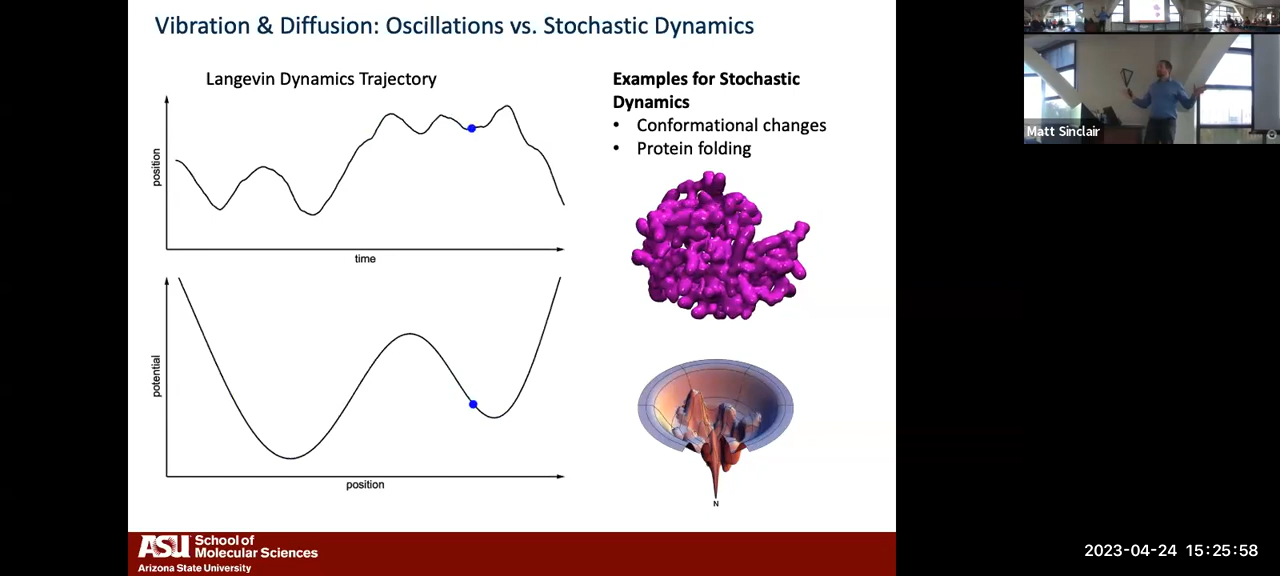 Vibration & Diffusion: Oscillations vs. Stochastic Dynamics
Langevin Dynamics Trajectory
position
time
potential
position
Examples for Stochastic
Dynamics
• Conformational changes
• Protein folding
N
Matt Sinclair
ASU School of
Molecular Sciences
Arizona State University
2023-04-24 15:25:58